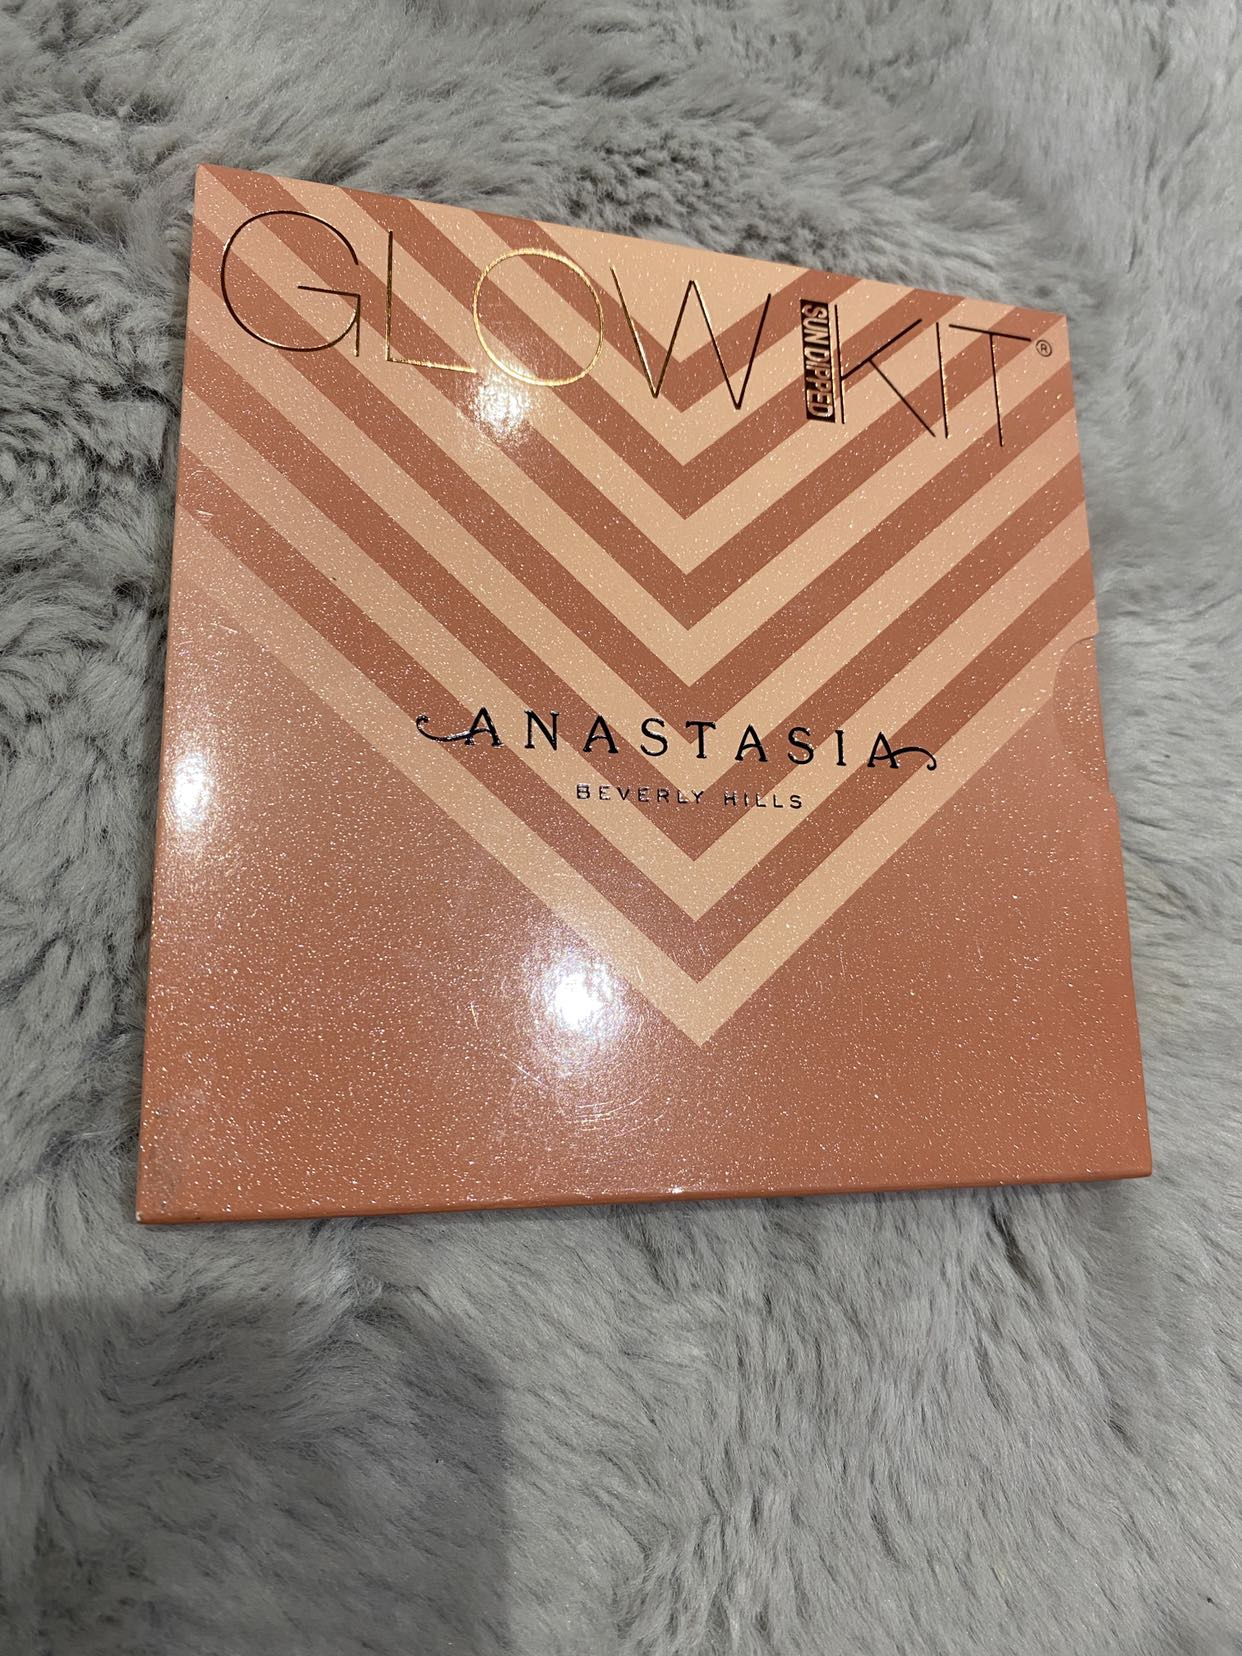 GLOW KIT®
SUN DIPPED
ANASTASIA
BEVERLY HILLS